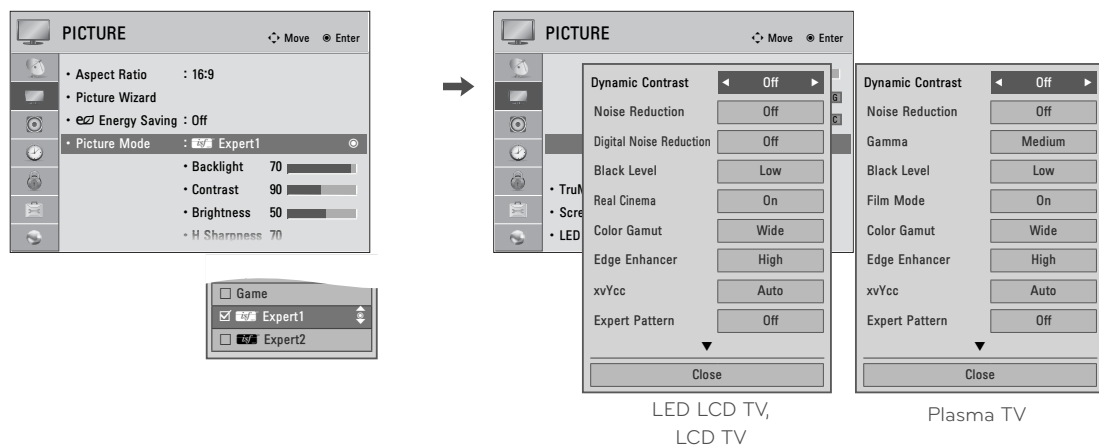 PICTURE
Move Enter
• Aspect Ratio : 16:9
• Picture Wizard
• Energy Saving : Off
• Picture Mode : isf Expert1
• Backlight 70
• Contrast 90
• Brightness 50
• H Sharpness 70
Game
isf Expert1
isf Expert2
PICTURE
Move Enter
G
C
• TruM
• Scre
• LED
Dynamic Contrast Off
Noise Reduction Off
Digital Noise Reduction Off
Black Level Low
Real Cinema On
Color Gamut Wide
Edge Enhancer High
xvYcc Auto
Expert Pattern Off
Close
LED LCD TV,
LCD TV
Dynamic Contrast Off
Noise Reduction Off
Gamma Medium
Black Level Low
Film Mode On
Color Gamut Wide
Edge Enhancer High
xvYcc Auto
Expert Pattern Off
Close
Plasma TV